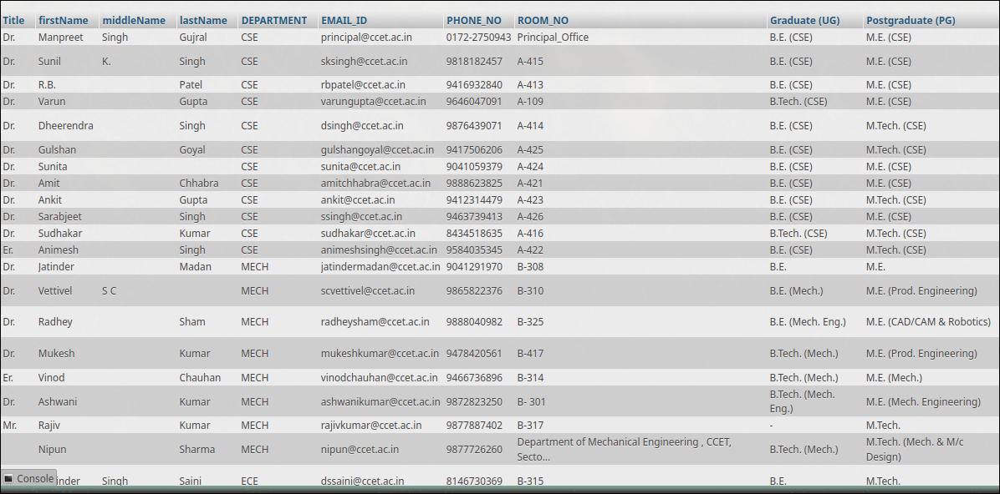 Title firstName middleName lastName DEPARTMENT EMAIL_ID PHONE_NO ROOM_NO Graduate (UG) Postgraduate (PG)
Dr. Manpreet Singh Gujral CSE principal@ccet.ac.in 0172-2750943 Principal_Office B.E. (CSE) M.E. (CSE)
Dr. Sunil K. Singh CSE sksingh@ccet.ac.in 9818182457 A-415 B.E. (CSE) M.E. (CSE)
Dr. R.B. Patel CSE rbpatel@ccet.ac.in 9416932840 A-413 B.E. (CSE) M.E. (CSE)
Dr. Varun Gupta CSE varungupta@ccet.ac.in 9646047091 A-109 B.Tech. (CSE) M.E. (CSE)
Dr. Dheerendra Singh CSE dsingh@ccet.ac.in 9876439071 A-414 B.E. (CSE) M.Tech. (CSE)
Dr. Gulshan Goyal CSE gulshangoyal@ccet.ac.in 9417506206 A-425 B.E. (CSE) M.Tech. (CSE)
Dr. Sunita CSE sunita@ccet.ac.in 9041059379 A-424 B.E. (CSE) M.E. (CSE)
Dr. Amit Chhabra CSE amitchhabra@ccet.ac.in 9888623825 A-421 B.E. (CSE) M.E. (CSE)
Dr. Ankit Gupta CSE ankit@ccet.ac.in 9412314479 A-423 B.E. (CSE) M.Tech. (CSE)
Dr. Sarabjeet Singh CSE ssingh@ccet.ac.in 9463739413 A-426 B.E. (CSE) M.E. (CSE)
Dr. Sudhakar Kumar CSE sudhakar@ccet.ac.in 8434518635 A-416 B.Tech. (CSE) M.Tech. (CSE)
Er. Animesh Singh CSE animeshsingh@ccet.ac.in 9584035345 A-422 B.E. (CSE) M.Tech. (CSE)
Dr. Jatinder Madan MECH jatindermadan@ccet.ac.in 9041291970 B-308 B.E. M.E.
Dr. Vettivel S C MECH scvettivel@ccet.ac.in 9865822376 B-310 B.E. (Mech.) M.E. (Prod. Engineering)
Dr. Radhey Sham MECH radheysham@ccet.ac.in 9888040982 B-325 B.E. (Mech. Eng.) M.E. (CAD/CAM & Robotics)
Dr. Mukesh Kumar MECH mukeshkumar@ccet.ac.in 9478420561 B-417 B.Tech. (Mech.) M.E. (Prod. Engineering)
Er. Vinod Chauhan MECH vinodchauhan@ccet.ac.in 9466736896 B-314 B.Tech. (Mech.) M.E. (Mech.)
Dr. Ashwani Kumar MECH ashwanikumar@ccet.ac.in 9872823250 B- 301 B.Tech. (Mech. M.E. (Mech. Engineering)
Eng.)
Mr. Rajiv Kumar MECH rajivkumar@ccet.ac.in 9877887402 B-317 - M.Tech.
Nipun Sharma MECH nipun@ccet.ac.in 9877726260 Department of Mechanical Engineering , CCET, B.Tech. (Mech.) M.Tech. (Mech. & M/c
Secto... Design)
Console inder Singh Saini ECE dssaini@ccet.ac.in 8146730369 B-315 B.E. M.Tech.